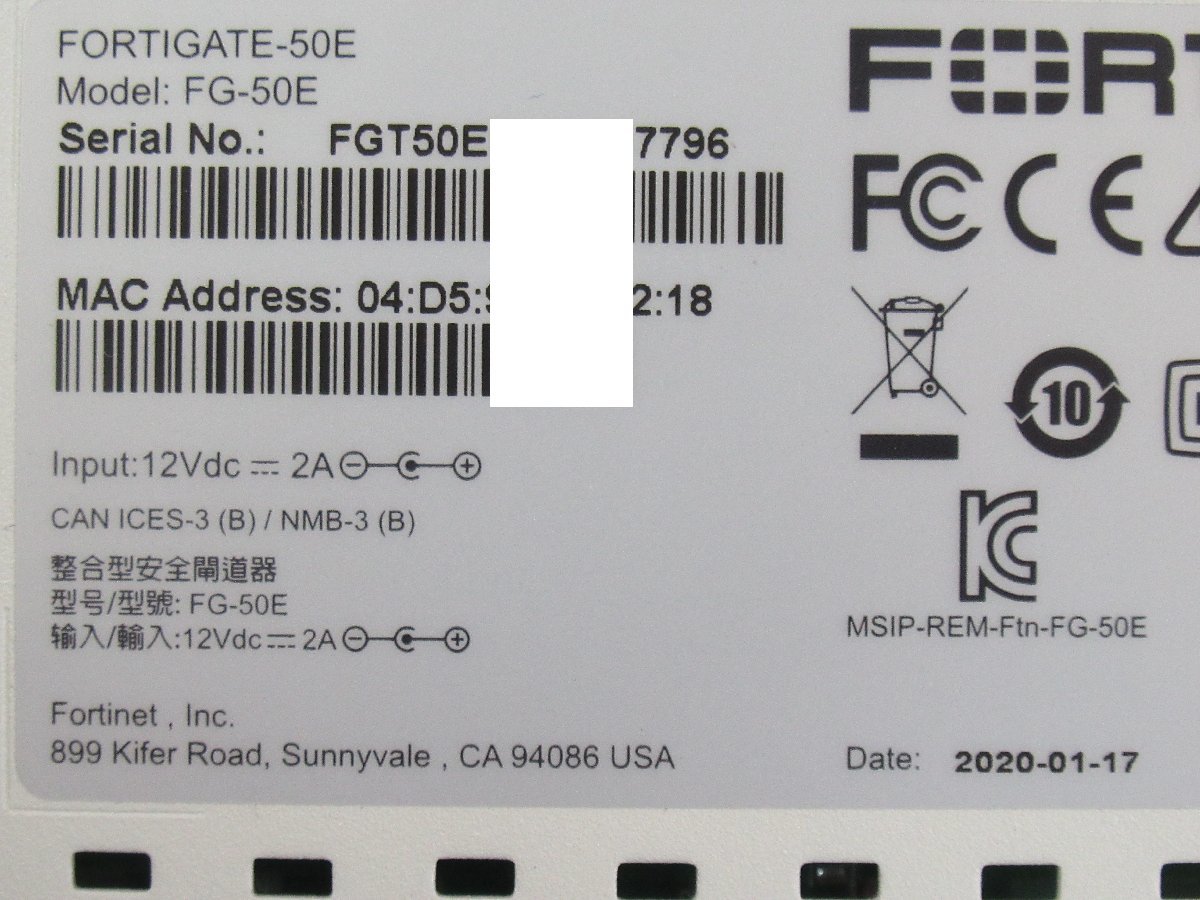 FORTIGATE-50E
Model: FG-50E
Serial No.: FGT50E 7796
MAC Address: 04:D5: 2:18
Input:12Vdc ⎓ 2A
CAN ICES-3 (B) / NMB-3 (B)
整合型安全閘道器
型号/型號: FG-50E
输入/輸入:12Vdc ⎓ 2A
Fortinet , Inc.
899 Kifer Road, Sunnyvale , CA 94086 USA
FORT
FC CE
10
MSIP-REM-Ftn-FG-50E
Date: 2020-01-17